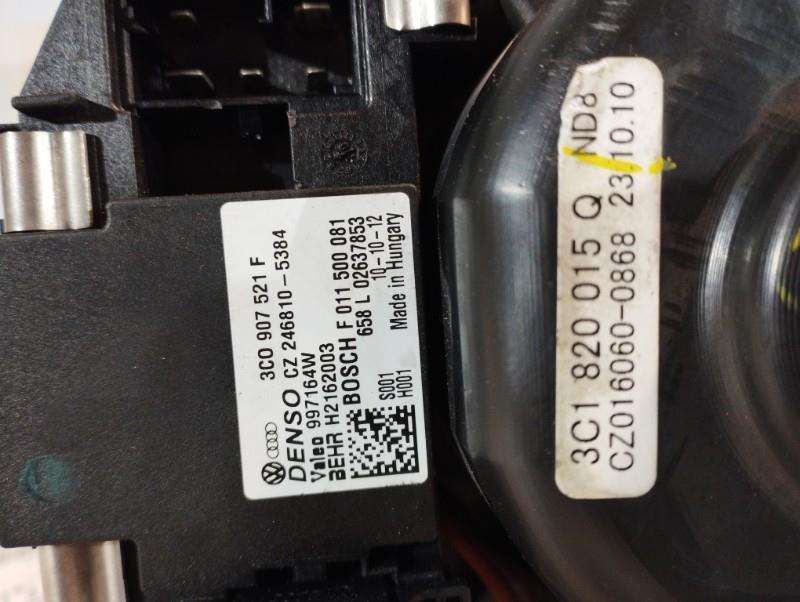 3C0 907 521 F
DENSO CZ 246810-5384
Valeo 997164W
BEHR H2162003
BOSCH F 011 500 081
658 L 02637853
S001 10-10-12
H001 Made in Hungary
3C1 820 015 Q ND8
CZ016060-0868 23.10.10